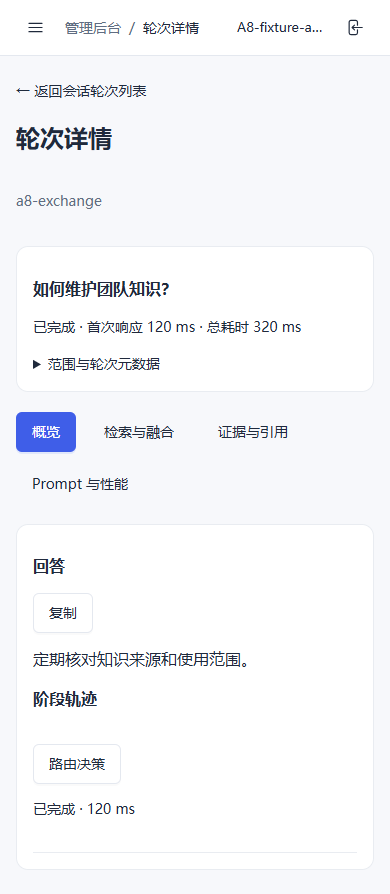 管理后台 / 轮次详情 A8-fixture-a...
← 返回会话轮次列表
轮次详情
a8-exchange
如何维护团队知识？
已完成 · 首次响应 120 ms · 总耗时 320 ms
▶ 范围与轮次元数据
概览 检索与融合 证据与引用
Prompt 与性能
回答
复制
定期核对知识来源和使用范围。
阶段轨迹
路由决策
已完成 · 120 ms